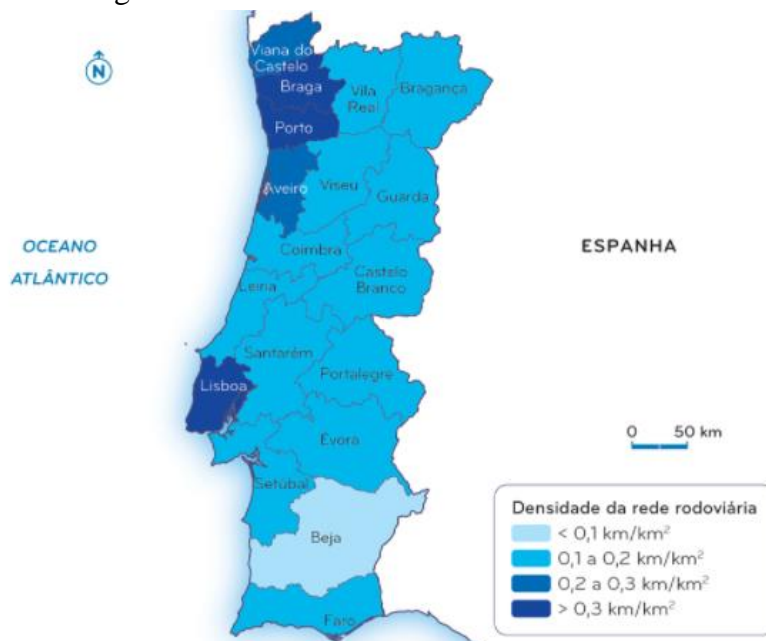 N
Viana do
Castelo
Braga
Vila
Real
Bragança
Porto
Aveiro
Viseu
Guarda
OCEANO
ATLÂNTICO
ESPANHA
Coimbra
Castelo
Branco
Leiria
Santarém
Portalegre
Lisboa
Évora
0 50 km
Setúbal
Beja
Faro
Densidade da rede rodoviária
< 0,1 km/km²
0,1 a 0,2 km/km²
0,2 a 0,3 km/km²
> 0,3 km/km²